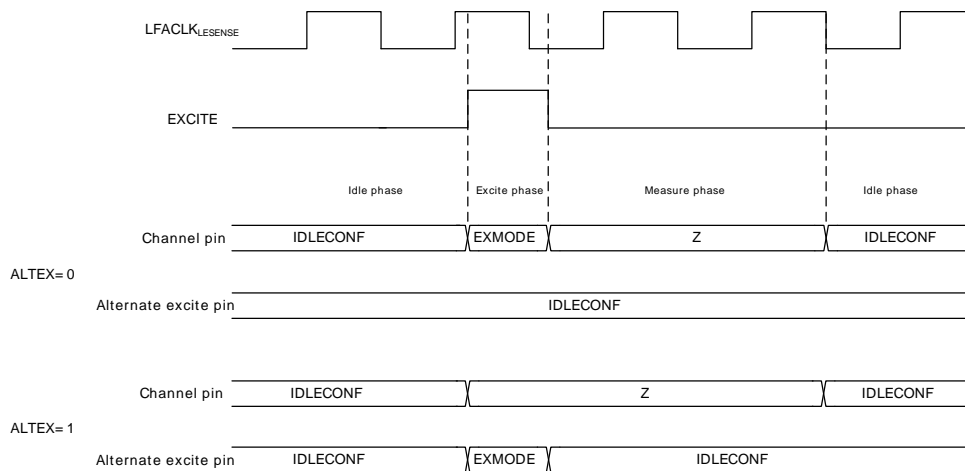 LFACLKLESENSE
EXCITE
Idle phase Excite phase Measure phase Idle phase
Channel pin IDLECONF EXMODE Z IDLECONF
ALTEX= 0
Alternate excite pin IDLECONF
Channel pin IDLECONF Z IDLECONF
ALTEX= 1
Alternate excite pin IDLECONF EXMODE IDLECONF